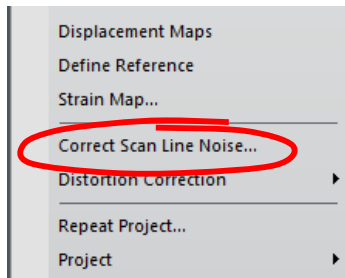 Displacement Maps
Define Reference
Strain Map...
Correct Scan Line Noise...
Distortion Correction
Repeat Project...
Project